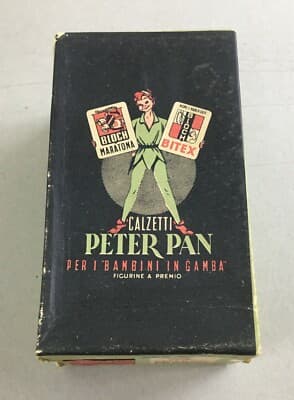 BLOCH
MARATONA
BITEX
CALZETTI
PETER PAN
PER I "BAMBINI IN GAMBA"
FIGURINE A PREMIO